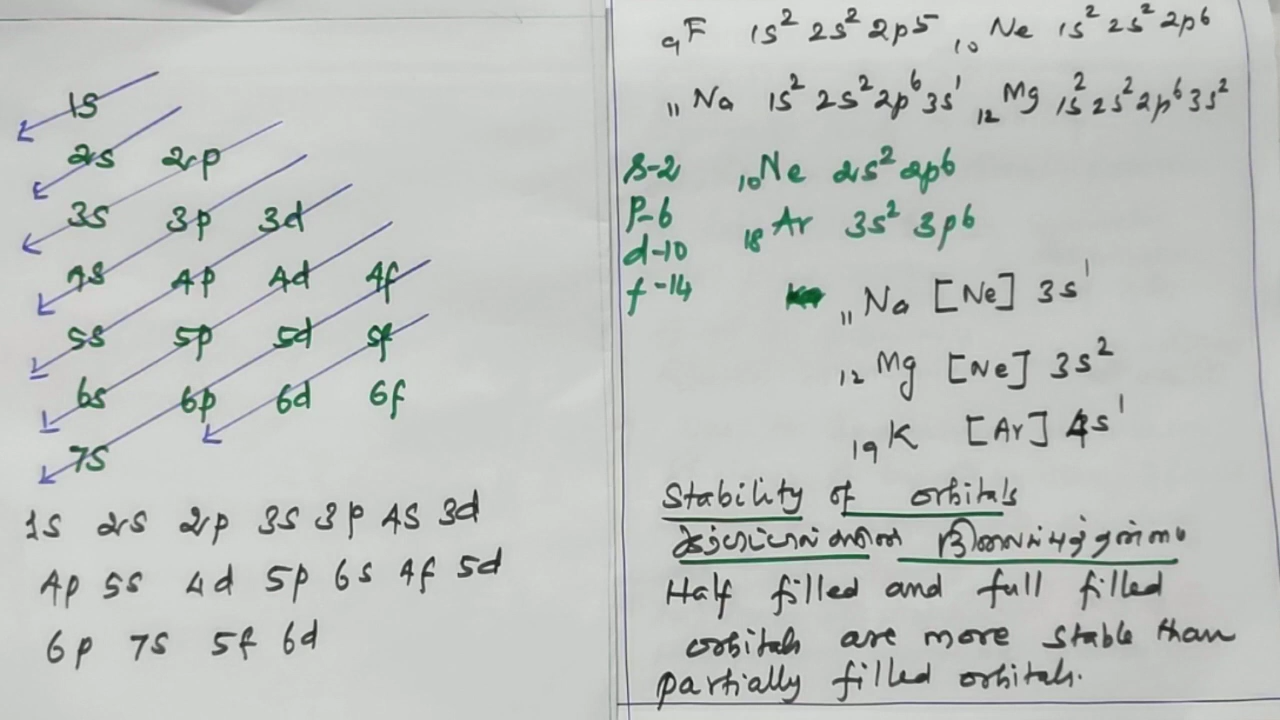 1s
2s 2p
3s 3p 3d
4s 4p 4d 4f
5s 5p 5d 5f
6s 6p 6d 6f
7s
1s 2s 2p 3s 3p 4s 3d
4p 5s 4d 5p 6s 4f 5d
6p 7s 5f 6d
₉F 1s² 2s² 2p5 ₁₀Ne 1s² 2s² 2p6
₁₁Na 1s² 2s² 2p⁶ 3s¹ ₁₂Mg 1s² 2s² 2p⁶ 3s²
s-2
p-6
d-10
f-14
₁₀Ne 2s² 2p6
₁₈Ar 3s² 3p6
₁₁Na [Ne] 3s¹
₁₂Mg [Ne] 3s²
₁₉K [Ar] 4s¹
Stability of orbitals
ஆர்பிட்டால்களின் நிலைப்புத்தன்மை
Half filled and full filled
orbitals are more stable than
partially filled orbitals.